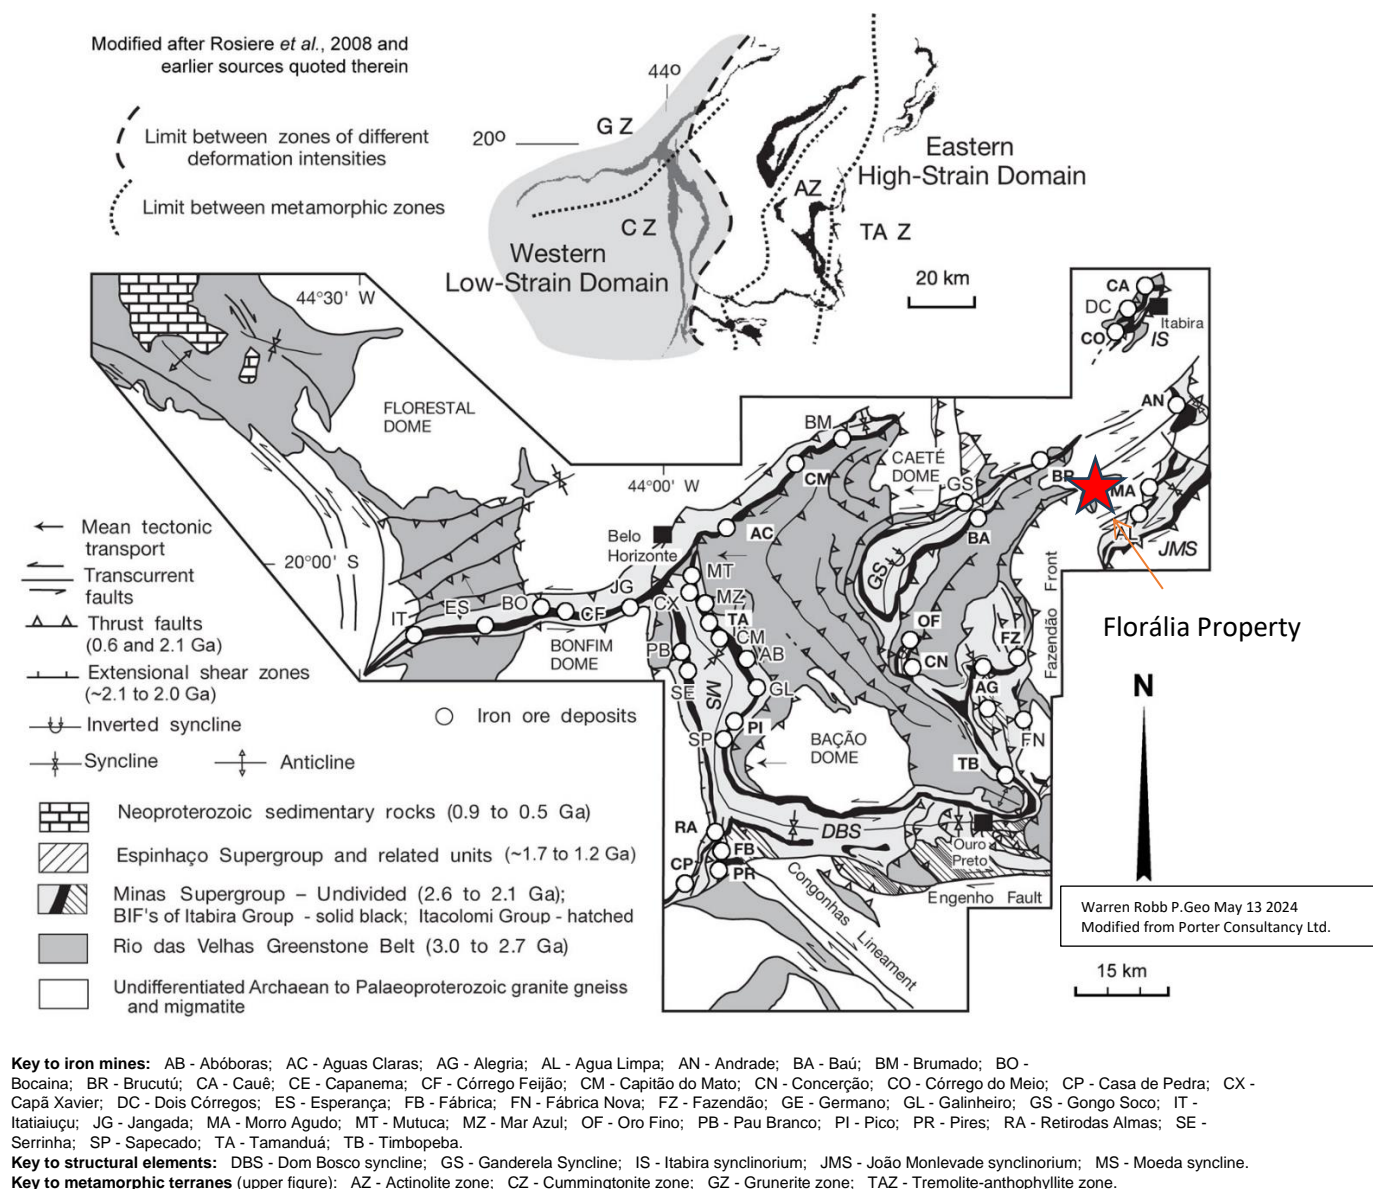 Modified after Rosiere et al., 2008 and
earlier sources quoted therein
Limit between zones of different
deformation intensities
Limit between metamorphic zones
44o
20o
G Z
C Z
AZ
TA Z
Eastern
High-Strain Domain
Western
Low-Strain Domain
20 km
44°30' W
FLORESTAL
DOME
44°00' W
20°00' S
Belo
Horizonte
BONFIM
DOME
CAETÉ
DOME
BAÇÃO
DOME
IT
ES
BO
CF
JG
CX
PB
SE
MS
SP
PI
GL
AB
CM
TA
MZ
MT
AC
CM
BM
GS
BA
BR
GS
OF
CN
FZ
AG
FN
TB
Fazendão Front
CA
DC
CO
Itabira
IS
AN
MA
AL
JMS
Florália Property
N
RA
FB
CP
PR
DBS
Ouro
Preto
Engenho Fault
Congonhas Lineament
Mean tectonic
transport
Transcurrent
faults
Thrust faults
(0.6 and 2.1 Ga)
Extensional shear zones
(~2.1 to 2.0 Ga)
Inverted syncline
Syncline
Anticline
Iron ore deposits
Neoproterozoic sedimentary rocks (0.9 to 0.5 Ga)
Espinhaço Supergroup and related units (~1.7 to 1.2 Ga)
Minas Supergroup – Undivided (2.6 to 2.1 Ga);
BIF's of Itabira Group - solid black; Itacolomi Group - hatched
Rio das Velhas Greenstone Belt (3.0 to 2.7 Ga)
Undifferentiated Archaean to Palaeoproterozoic granite gneiss
and migmatite
Warren Robb P.Geo May 13 2024
Modified from Porter Consultancy Ltd.
15 km
Key to iron mines: AB - Abóboras; AC - Aguas Claras; AG - Alegria; AL - Agua Limpa; AN - Andrade; BA - Baú; BM - Brumado; BO -
Bocaina; BR - Brucutú; CA - Cauê; CE - Capanema; CF - Córrego Feijão; CM - Capitão do Mato; CN - Concerção; CO - Córrego do Meio; CP - Casa de Pedra; CX -
Capã Xavier; DC - Dois Córregos; ES - Esperança; FB - Fábrica; FN - Fábrica Nova; FZ - Fazendão; GE - Germano; GL - Galinheiro; GS - Gongo Soco; IT -
Itatiaiuçu; JG - Jangada; MA - Morro Agudo; MT - Mutuca; MZ - Mar Azul; OF - Oro Fino; PB - Pau Branco; PI - Pico; PR - Pires; RA - Retirodas Almas; SE -
Serrinha; SP - Sapecado; TA - Tamanduá; TB - Timbopeba.
Key to structural elements: DBS - Dom Bosco syncline; GS - Ganderela Syncline; IS - Itabira synclinorium; JMS - João Monlevade synclinorium; MS - Moeda syncline.
Key to metamorphic terranes (upper figure): AZ - Actinolite zone; CZ - Cummingtonite zone; GZ - Grunerite zone; TAZ - Tremolite-anthophyllite zone.